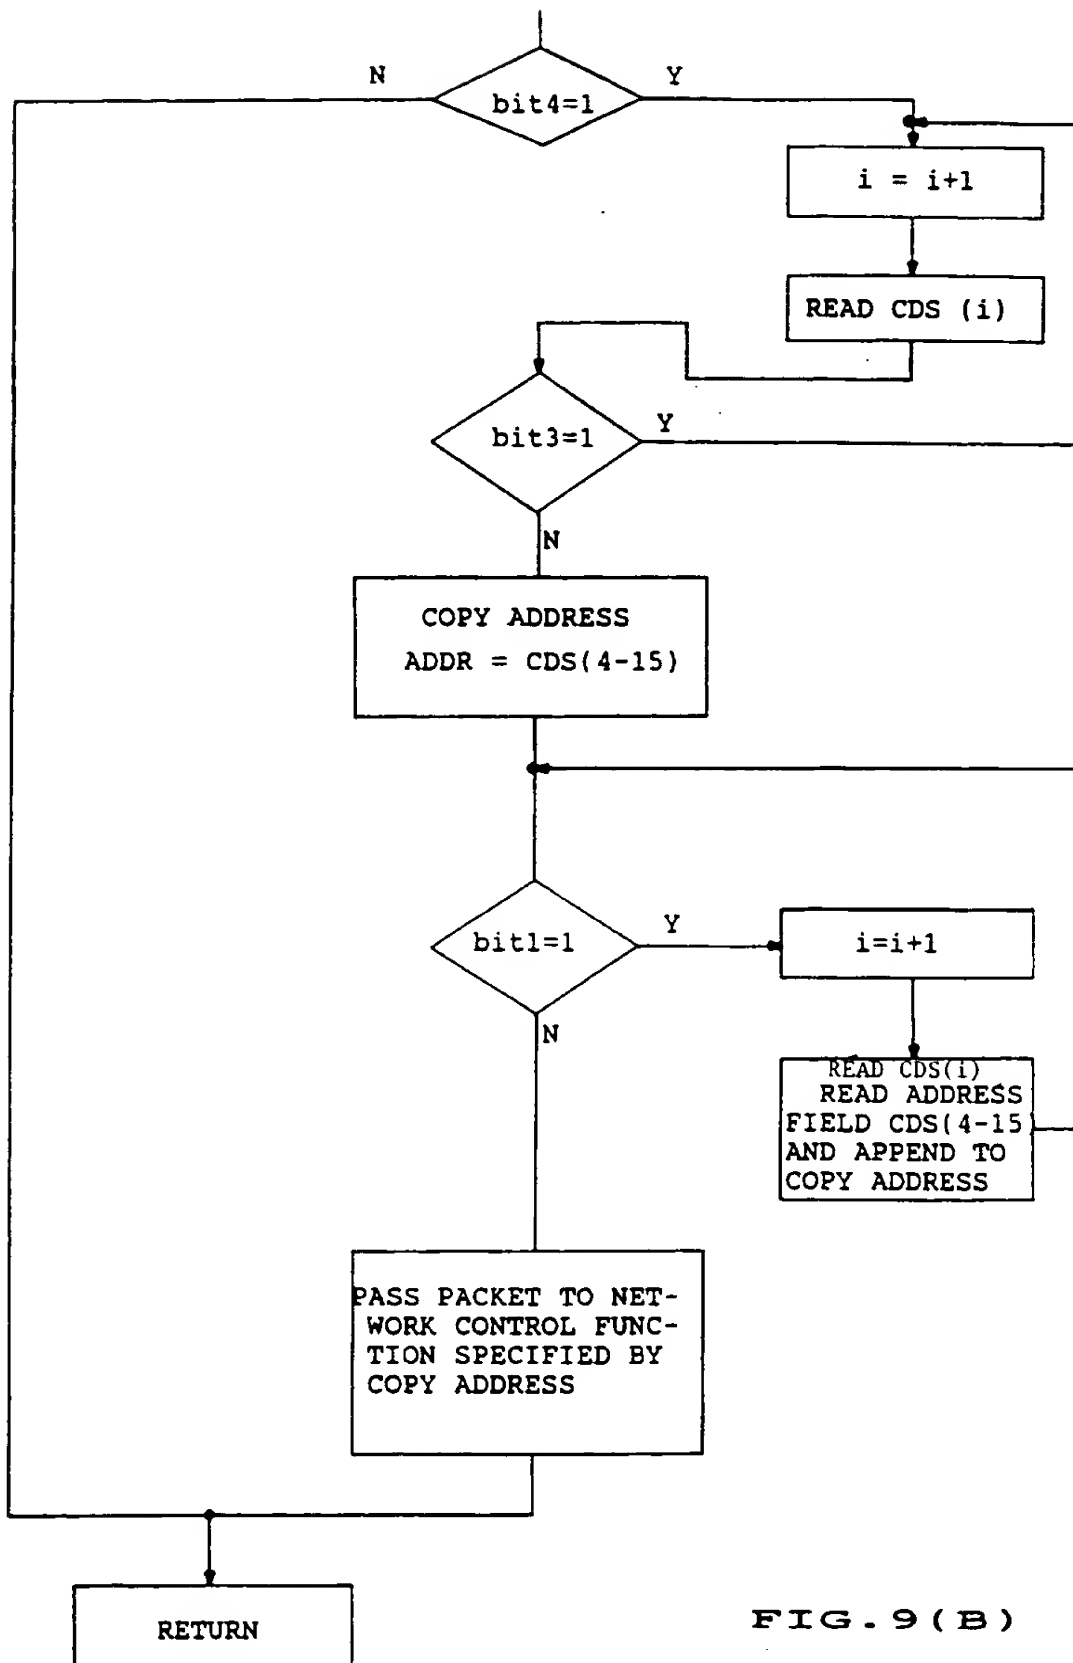 N
Y
bit4=1
i = i+1
READ CDS (i)
bit3=1
Y
N
COPY ADDRESS
ADDR = CDS(4-15)
bit1=1
Y
i=i+1
N
READ CDS(i)
READ ADDRESS
FIELD CDS(4-15
AND APPEND TO
COPY ADDRESS
PASS PACKET TO NET-
WORK CONTROL FUNC-
TION SPECIFIED BY
COPY ADDRESS
RETURN
FIG.9(B)